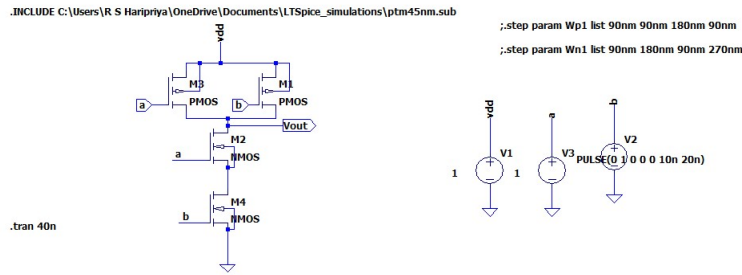 .INCLUDE C:\Users\R S Haripriya\OneDrive\Documents\LTSpice_simulations\ptm45nm.sub
;.step param Wp1 list 90nm 90nm 180nm 90nm
;.step param Wn1 list 90nm 180nm 90nm 270nm
vdd
M3
M1
a
PMOS
b
PMOS
Vout
M2
a
NMOS
M4
b
NMOS
.tran 40n
vdd
a
b
V1
V3
V2
PULSE(0 1 0 0 0 10n 20n)
1
1